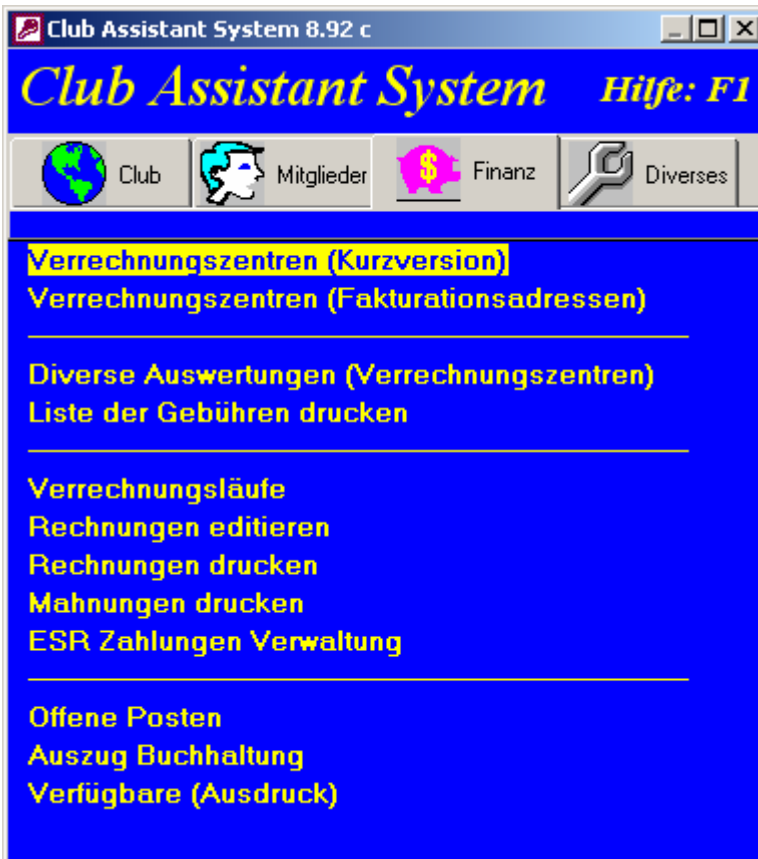 Club Assistant System 8.92 c
Club Assistant System Hilfe: F1
Club Mitglieder Finanz Diverses
Verrechnungszentren (Kurzversion)
Verrechnungszentren (Fakturationsadressen)
Diverse Auswertungen (Verrechnungszentren)
Liste der Gebühren drucken
Verrechnungsläufe
Rechnungen editieren
Rechnungen drucken
Mahnungen drucken
ESR Zahlungen Verwaltung
Offene Posten
Auszug Buchhaltung
Verfügbare (Ausdruck)